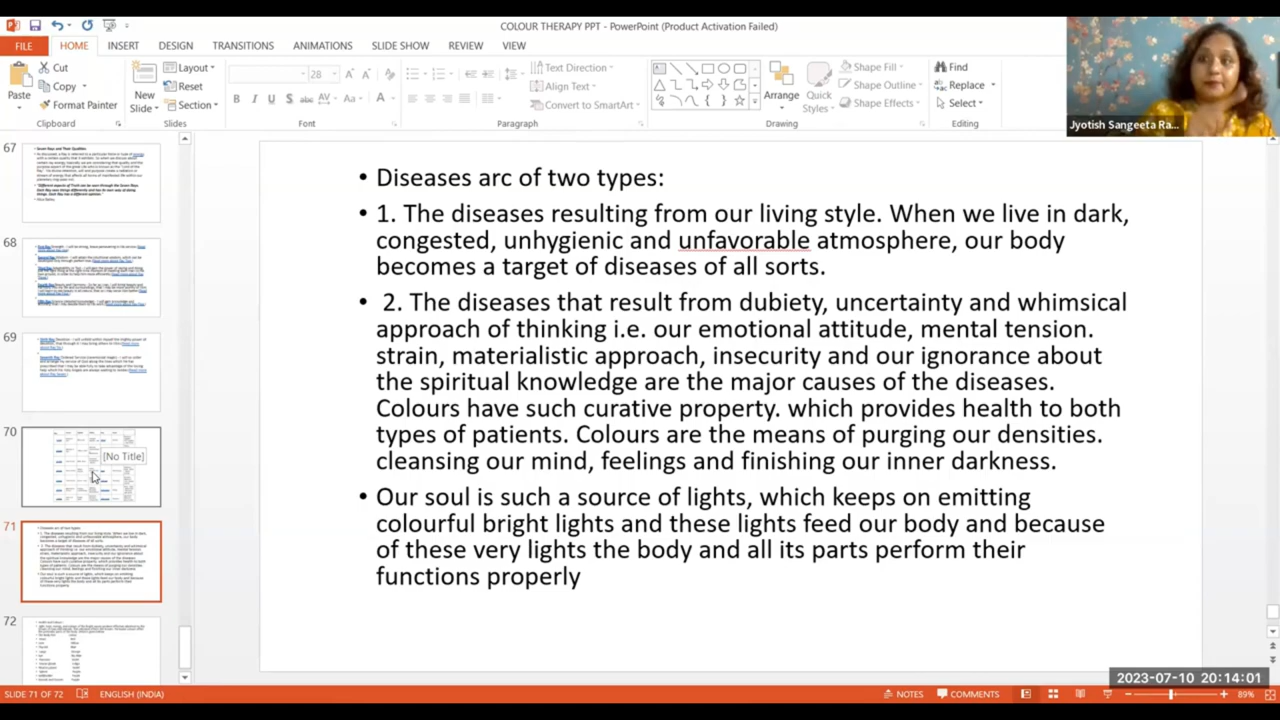 COLOUR THERAPY PPT - PowerPoint (Product Activation Failed)
FILE HOME INSERT DESIGN TRANSITIONS ANIMATIONS SLIDE SHOW REVIEW VIEW
Cut
Copy
Format Painter
Paste
Clipboard
New
Slide
Layout
Reset
Section
Slides
28
Font
Text Direction
Align Text
Convert to SmartArt
Paragraph
Arrange
Quick
Styles
Shape Fill
Shape Outline
Shape Effects
Drawing
Find
Replace
Select
Editing
Jyotish Sangeeta Ra...
67
68
69
70
[No Title]
71
72
• Diseases arc of two types:
• 1. The diseases resulting from our living style. When we live in dark,
congested, unnygienic and unfavorable atmosphere, our body
becomes a target of diseases of all sorts.
• 2. The diseases that result from dubiety, uncertainty and whimsical
approach of thinking i.e. our emotional attitude, mental tension.
strain, materialistic approach, insomnia and our ignorance about
the spiritual knowledge are the major causes of the diseases.
Colours have such curative property. which provides health to both
types of patients. Colours are the means of purging our densities.
cleansing our mind, feelings and finishing our inner darkness.
• Our soul is such a source of lights, which keeps on emitting
colourful bright lights and these lights feed our body and because
of these very lights the body and all its parts perform their
functions properly
2023-07-10 20:14:01
SLIDE 71 OF 72 ENGLISH (INDIA) NOTES COMMENTS 89%